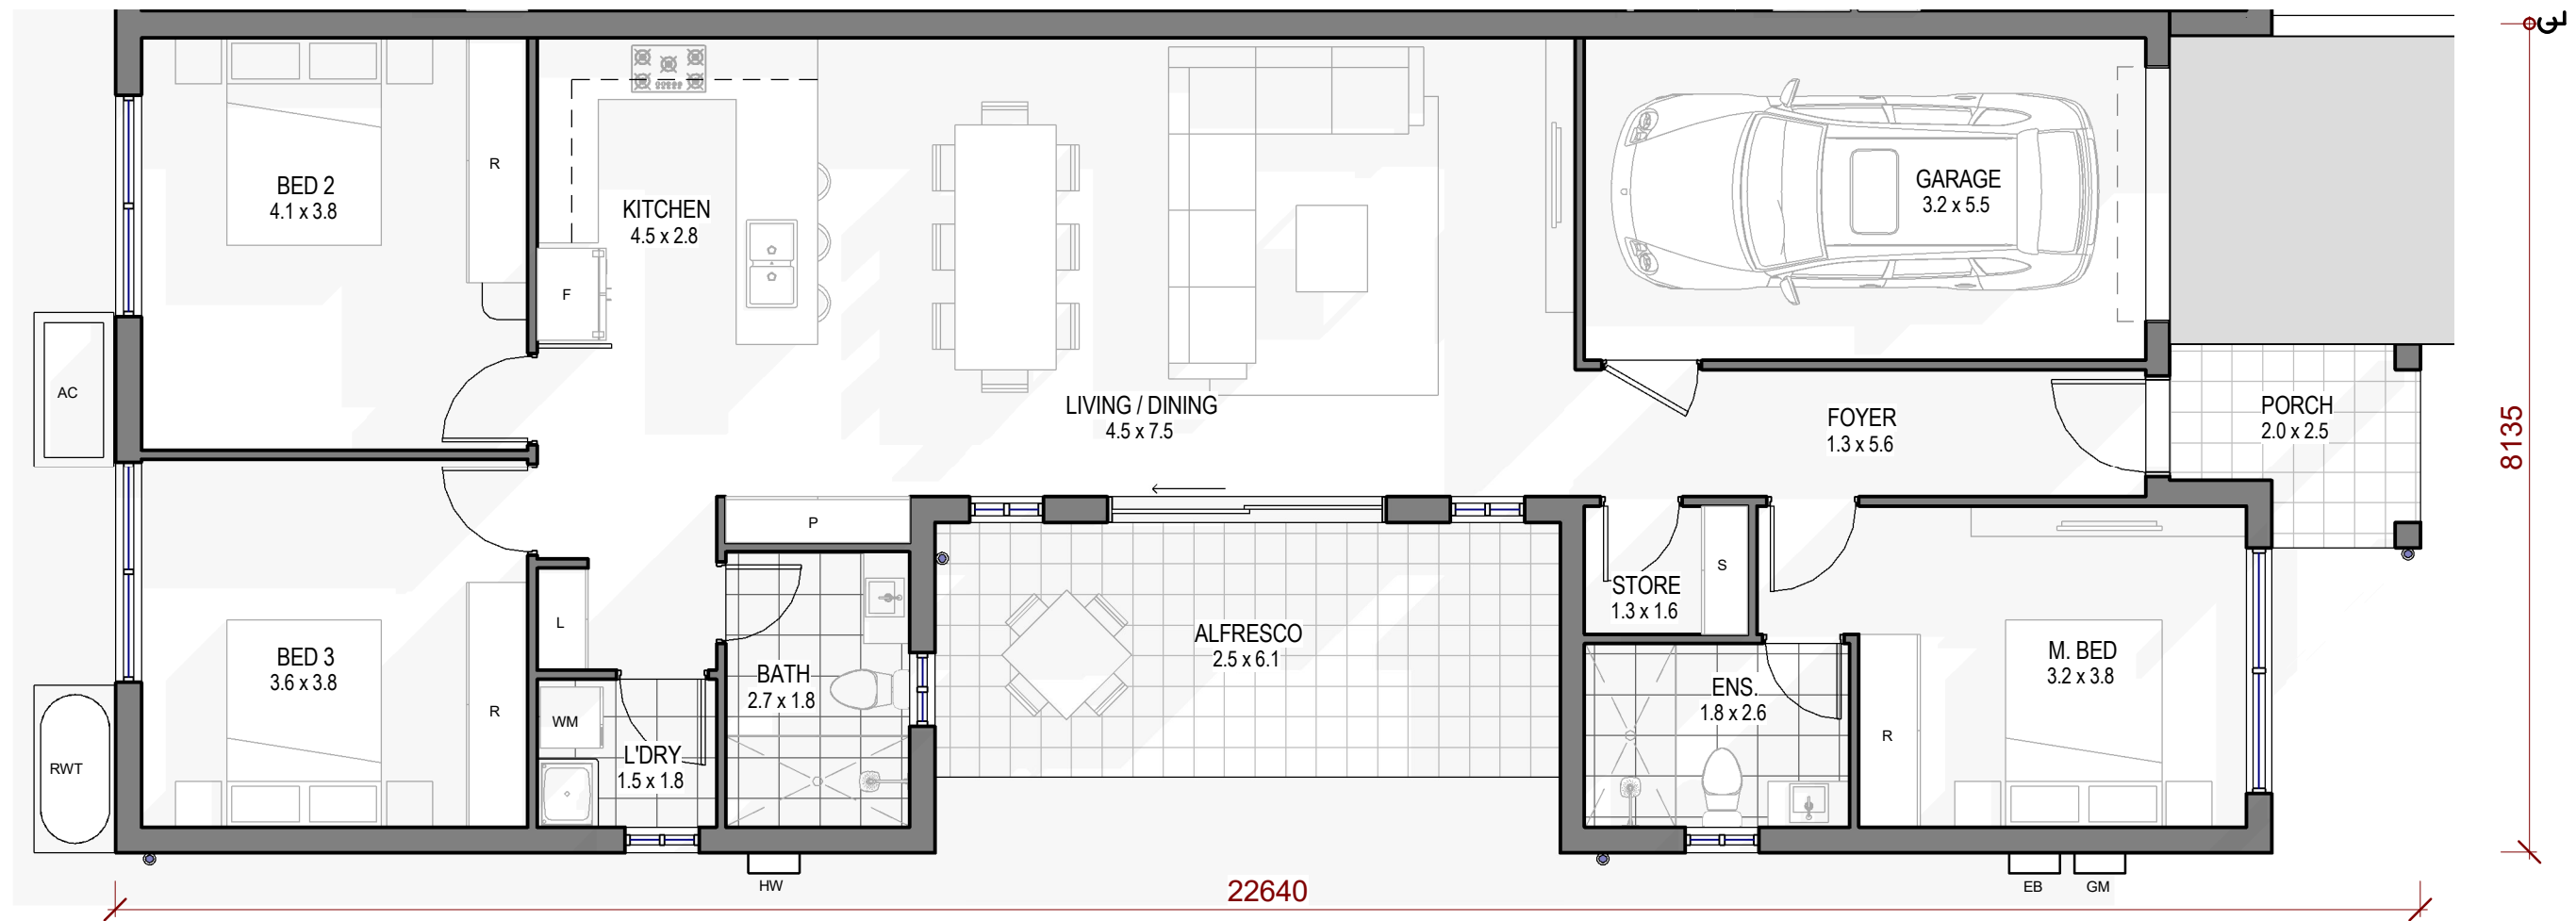 BED 2
4.1 x 3.8
R
KITCHEN
4.5 x 2.8
F
GARAGE
3.2 x 5.5
AC
LIVING / DINING
4.5 x 7.5
FOYER
1.3 x 5.6
PORCH
2.0 x 2.5
8135
P
BED 3
3.6 x 3.8
R
L
BATH
2.7 x 1.8
WM
L'DRY
1.5 x 1.8
RWT
ALFRESCO
2.5 x 6.1
STORE
1.3 x 1.6
S
ENS.
1.8 x 2.6
M. BED
3.2 x 3.8
R
HW
EB
GM
22640